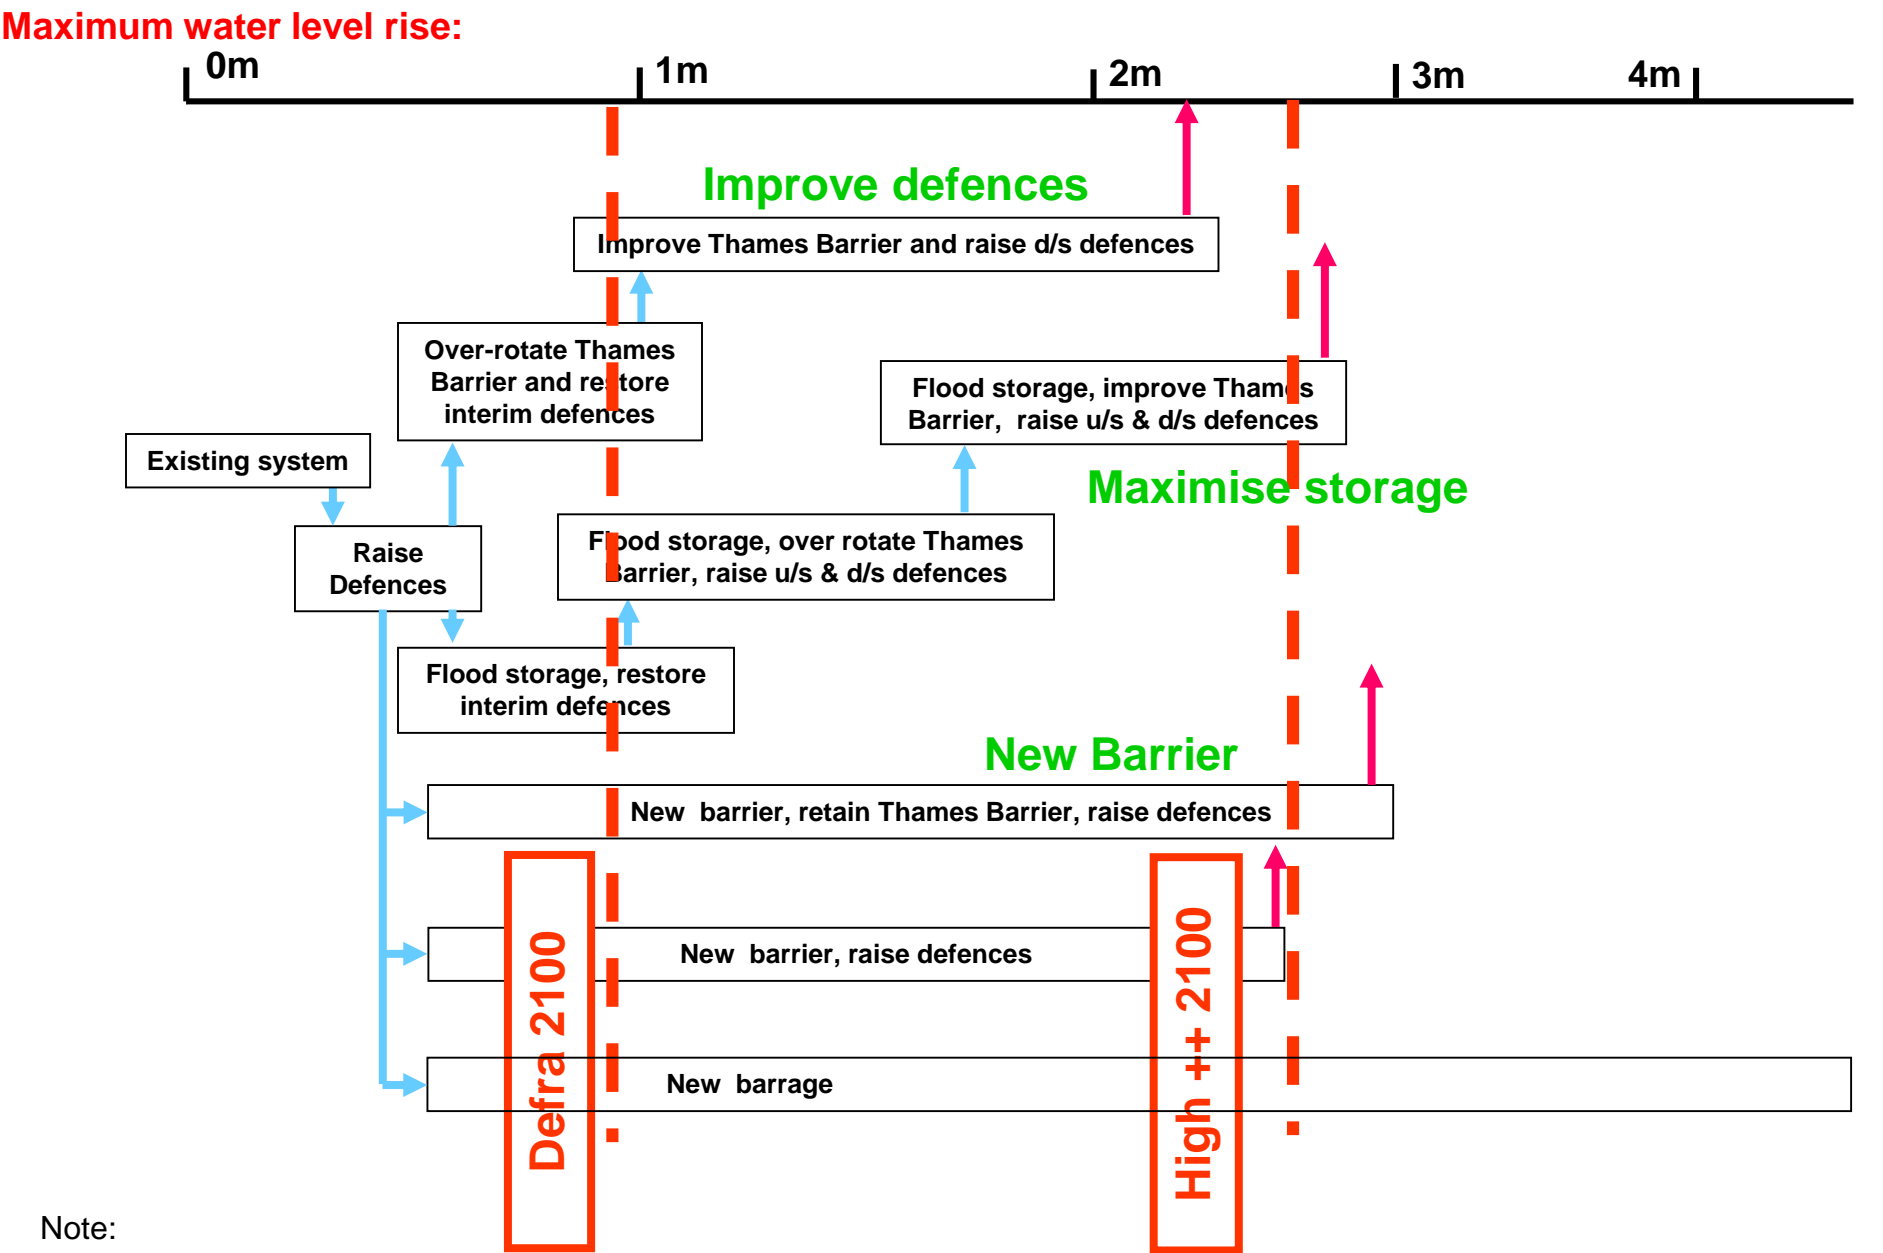 Maximum water level rise:
0m
1m
2m
3m
4m
Improve defences
Improve Thames Barrier and raise d/s defences
Over-rotate Thames
Barrier and restore
interim defences
Flood storage, improve Thames
Barrier, raise u/s & d/s defences
Existing system
Maximise storage
Raise
Defences
Flood storage, over rotate Thames
Barrier, raise u/s & d/s defences
Flood storage, restore
interim defences
New Barrier
New barrier, retain Thames Barrier, raise defences
New barrier, raise defences
New barrage
Defra 2100
High ++ 2100
Note: